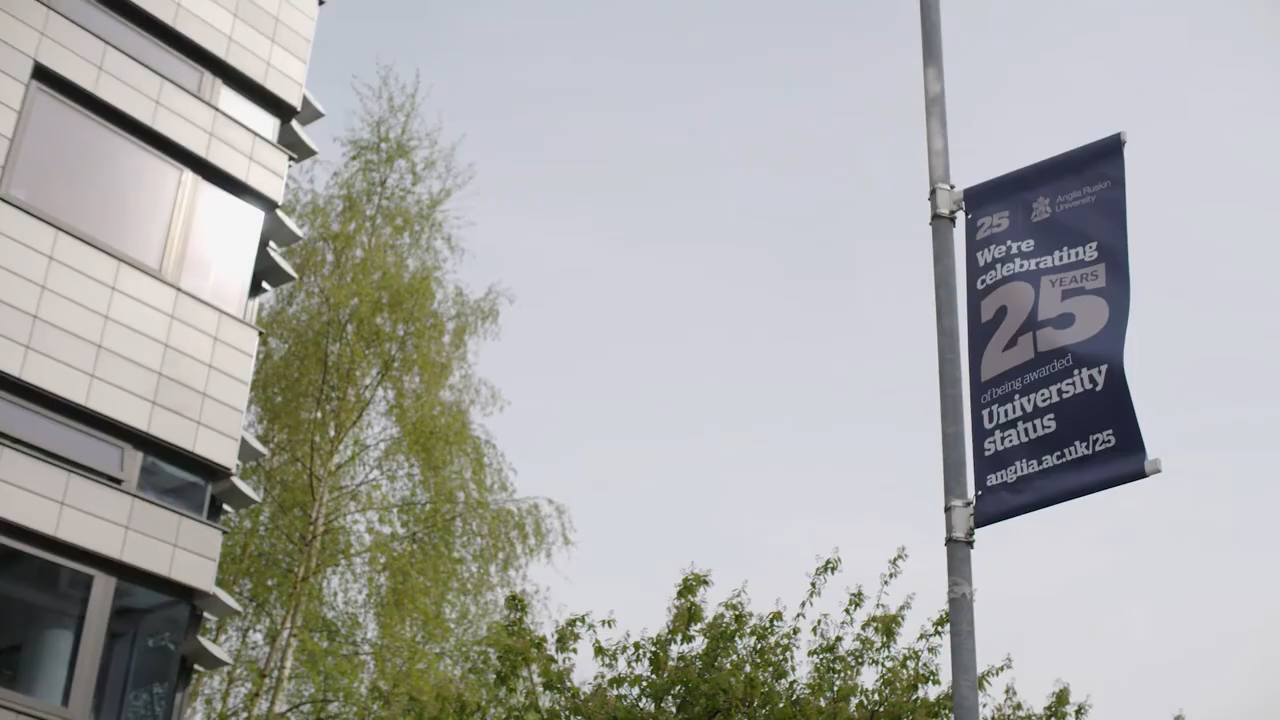 25
Anglia Ruskin
University
We're
celebrating
25 YEARS
of being awarded
University
status
anglia.ac.uk/25